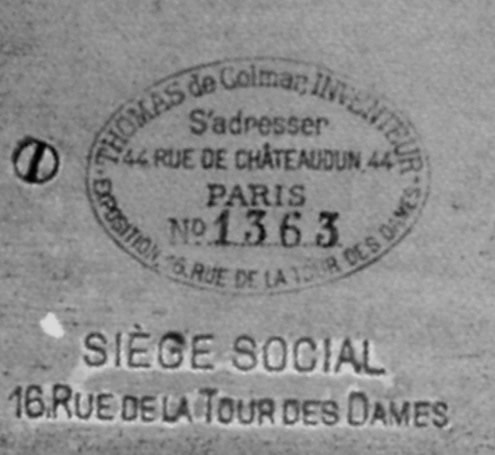 THOMAS de Colmar, INVENTEUR
S'adresser
44 RUE DE CHÂTEAUDUN, 44
PARIS
No 1363
EXPOSITION, 16, RUE DE LA TOUR DES DAMES
SIÈGE SOCIAL
16. RUE DE LA TOUR DES DAMES